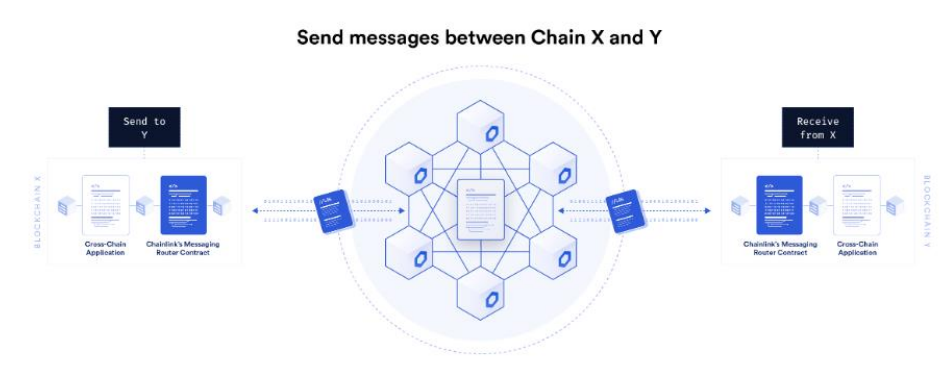 Send messages between Chain X and Y
Send to
Y
BLOCKCHAIN X
Cross-Chain
Application
Chainlink's Messaging
Router Contract
Receive
from X
Chainlink's Messaging
Router Contract
Cross-Chain
Application
BLOCKCHAIN Y